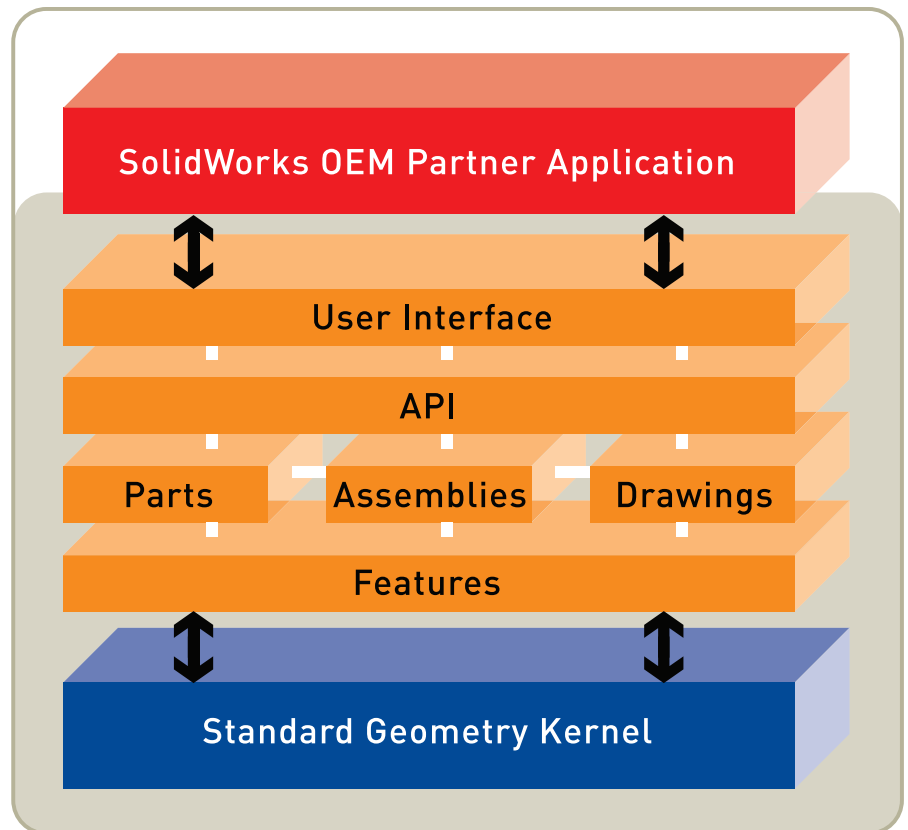 SolidWorks OEM Partner Application
User Interface
API
Parts
Assemblies
Drawings
Features
Standard Geometry Kernel